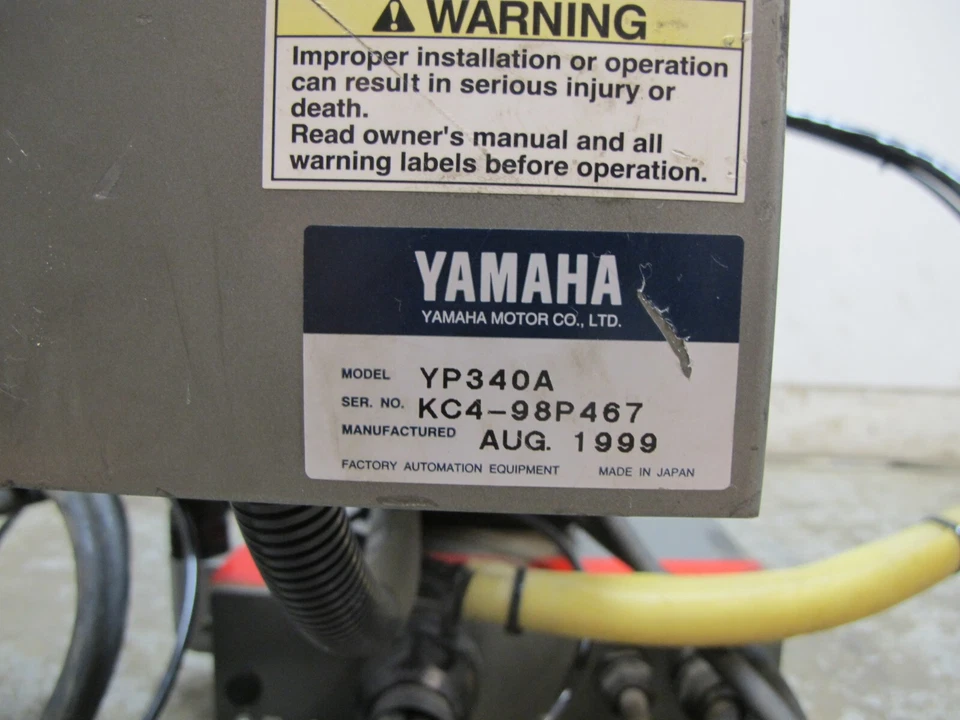 WARNING
Improper installation or operation
can result in serious injury or
death.
Read owner's manual and all
warning labels before operation.
YAMAHA
YAMAHA MOTOR CO., LTD.
MODEL YP340A
SER. NO. KC4-98P467
MANUFACTURED AUG. 1999
FACTORY AUTOMATION EQUIPMENT MADE IN JAPAN